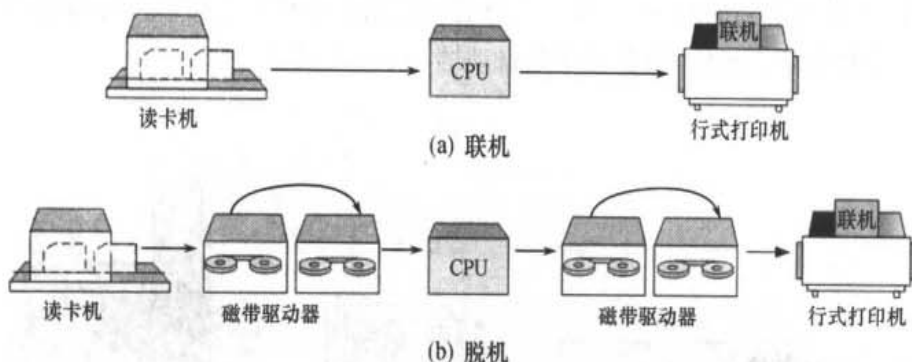 联机
CPU
读卡机
行式打印机
(a) 联机
联机
CPU
读卡机
磁带驱动器
磁带驱动器
行式打印机
(b) 脱机